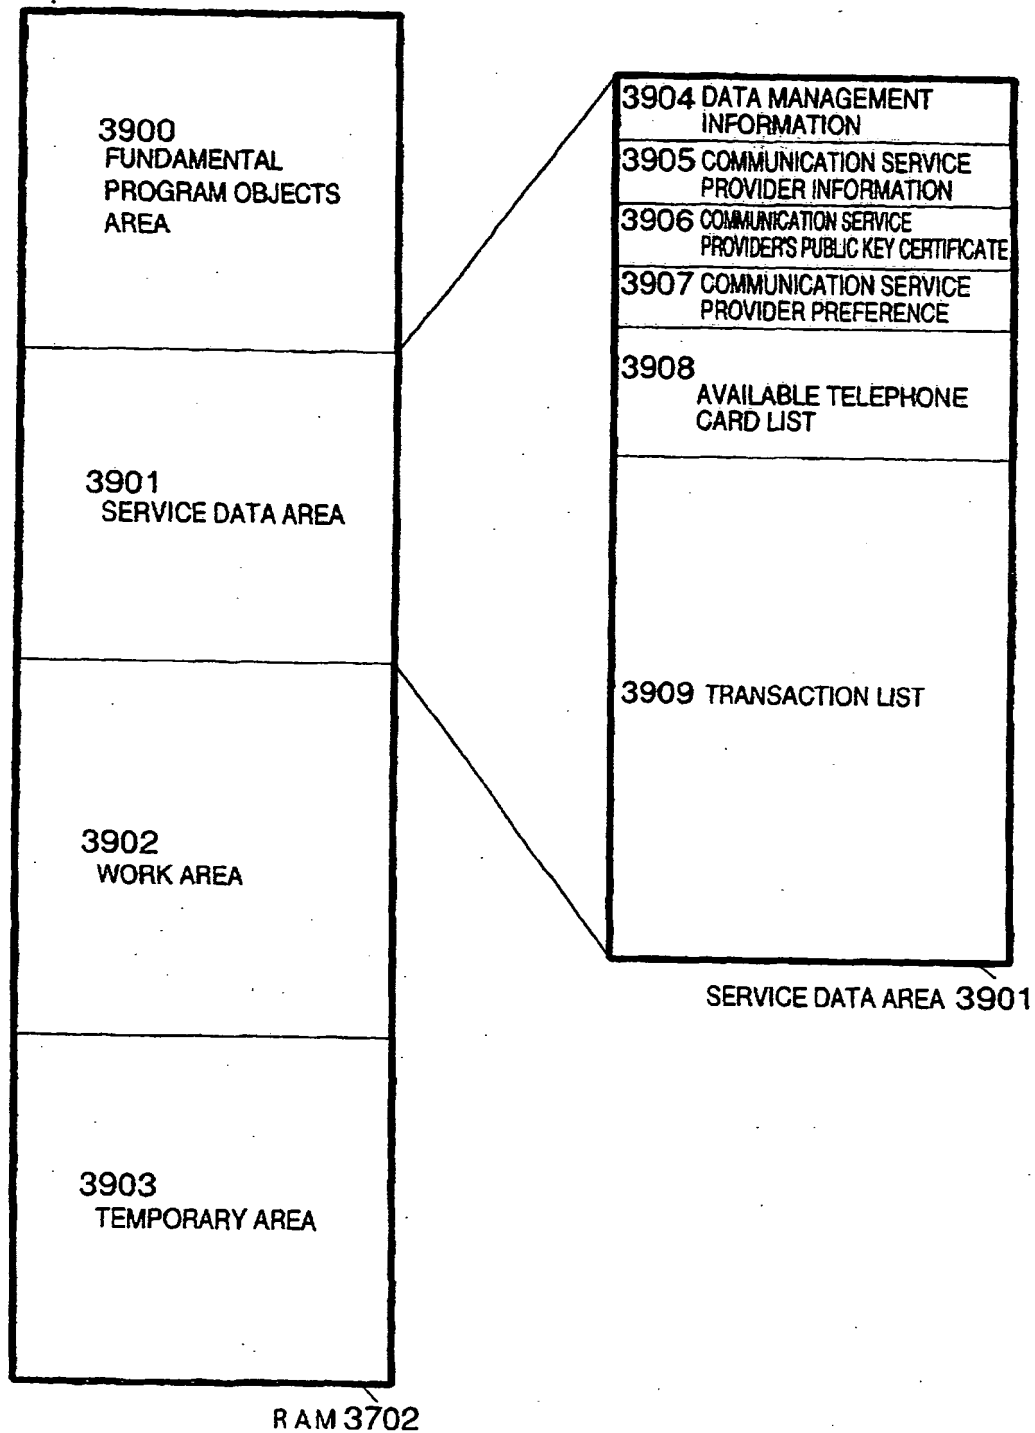 3900
FUNDAMENTAL
PROGRAM OBJECTS
AREA
3901
SERVICE DATA AREA
3902
WORK AREA
3903
TEMPORARY AREA
RAM 3702
3904 DATA MANAGEMENT
INFORMATION
3905 COMMUNICATION SERVICE
PROVIDER INFORMATION
3906 COMMUNICATION SERVICE
PROVIDER'S PUBLIC KEY CERTIFICATE
3907 COMMUNICATION SERVICE
PROVIDER PREFERENCE
3908
AVAILABLE TELEPHONE
CARD LIST
3909 TRANSACTION LIST
SERVICE DATA AREA 3901